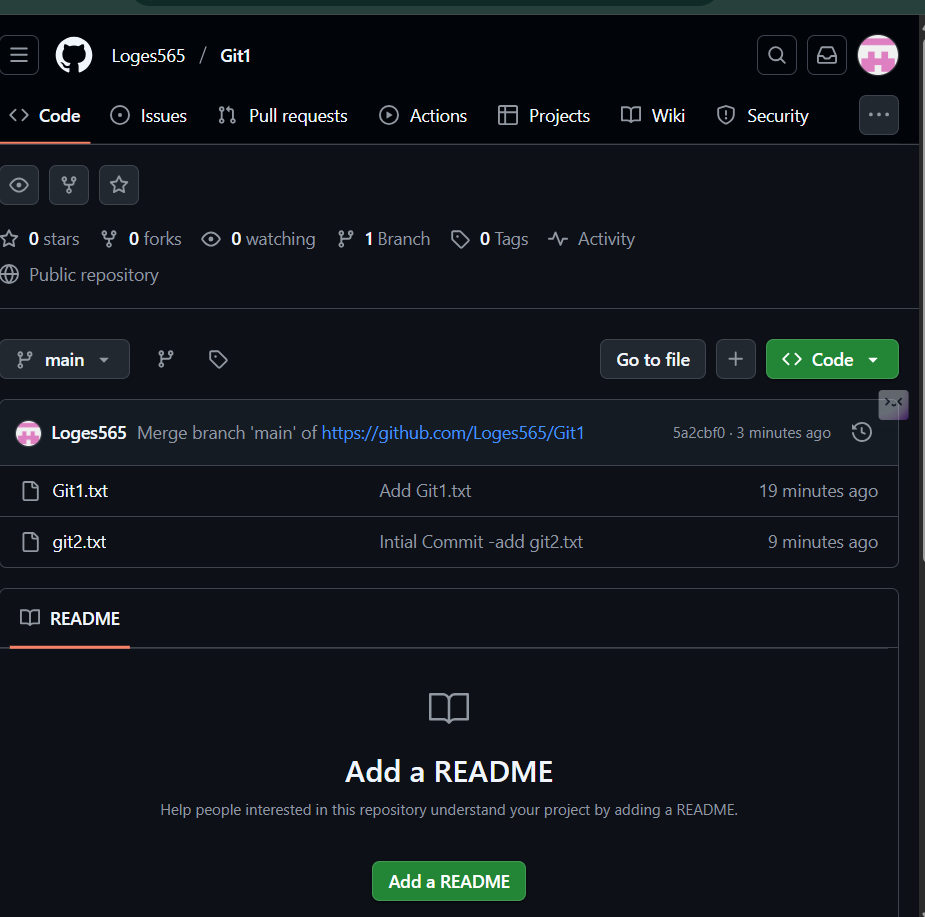 Loges565 / Git1
Code Issues Pull requests Actions Projects Wiki Security
0 stars 0 forks 0 watching 1 Branch 0 Tags Activity
Public repository
main Go to file Code
Loges565 Merge branch 'main' of https://github.com/Loges565/Git1 5a2cbf0 · 3 minutes ago
Git1.txt Add Git1.txt 19 minutes ago
git2.txt Intial Commit -add git2.txt 9 minutes ago
README
Add a README
Help people interested in this repository understand your project by adding a README.
Add a README